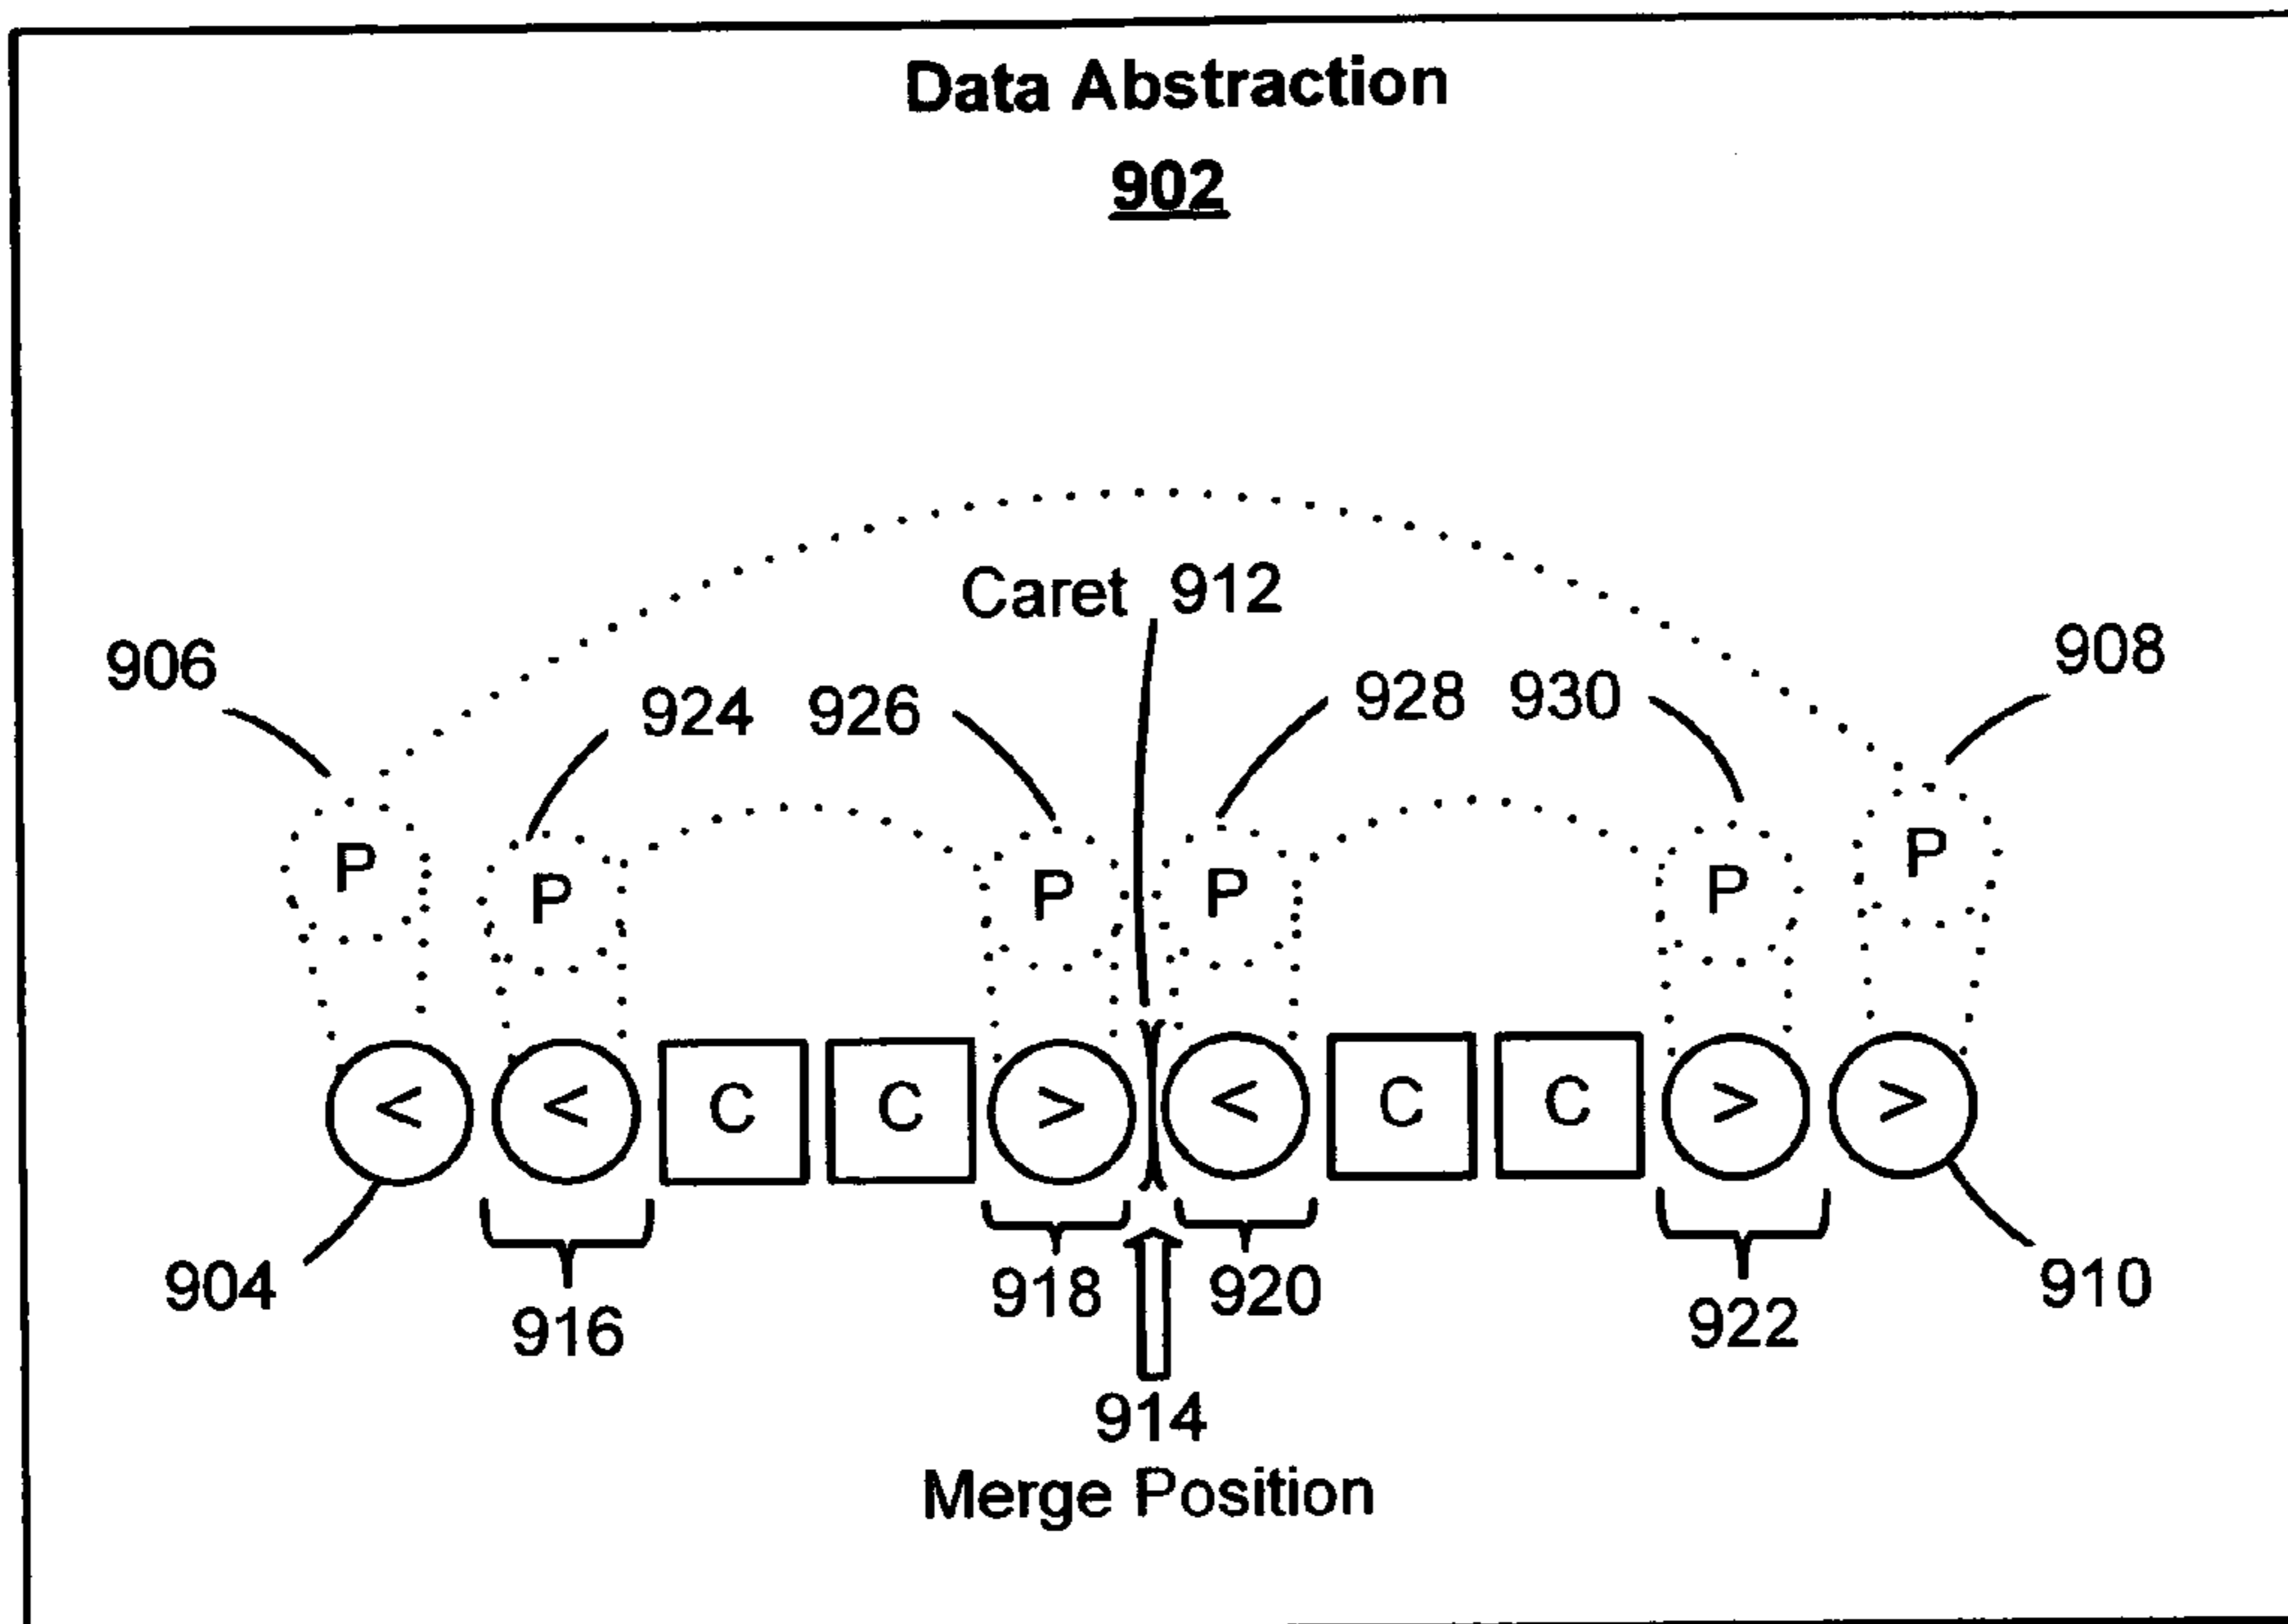 Data Abstraction
902
Caret 912
906
908
924 926
928 930
P P P P P P
< < C C > < C C > >
904
916
918
920
922
910
914
Merge Position